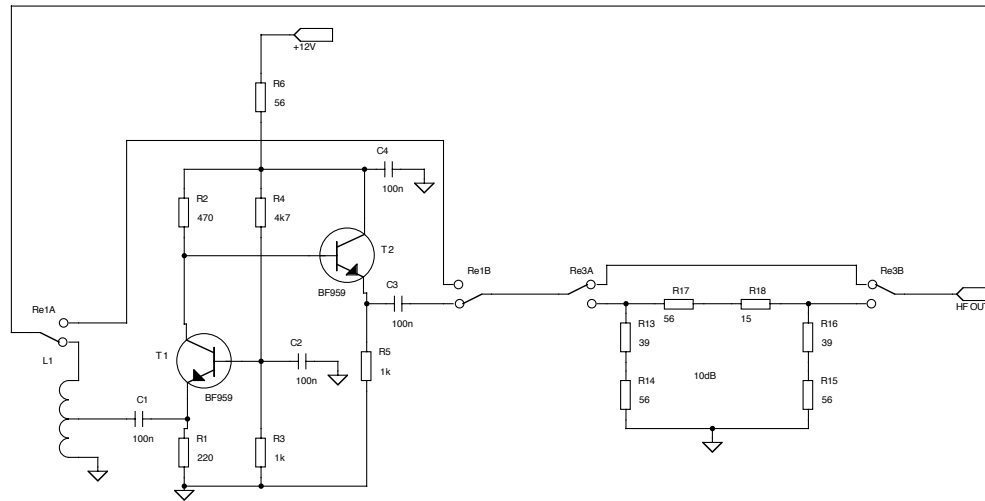 +12V
R6
56
C4
100n
R2
470
R4
4k7
T2
BF959
C3
100n
Re1B
Re3A
Re3B
R17
56
R18
15
HF OUT
Re1A
L1
T1
BF959
C2
100n
R5
1k
R13
39
R16
39
10dB
R14
56
R15
56
C1
100n
R1
220
R3
1k